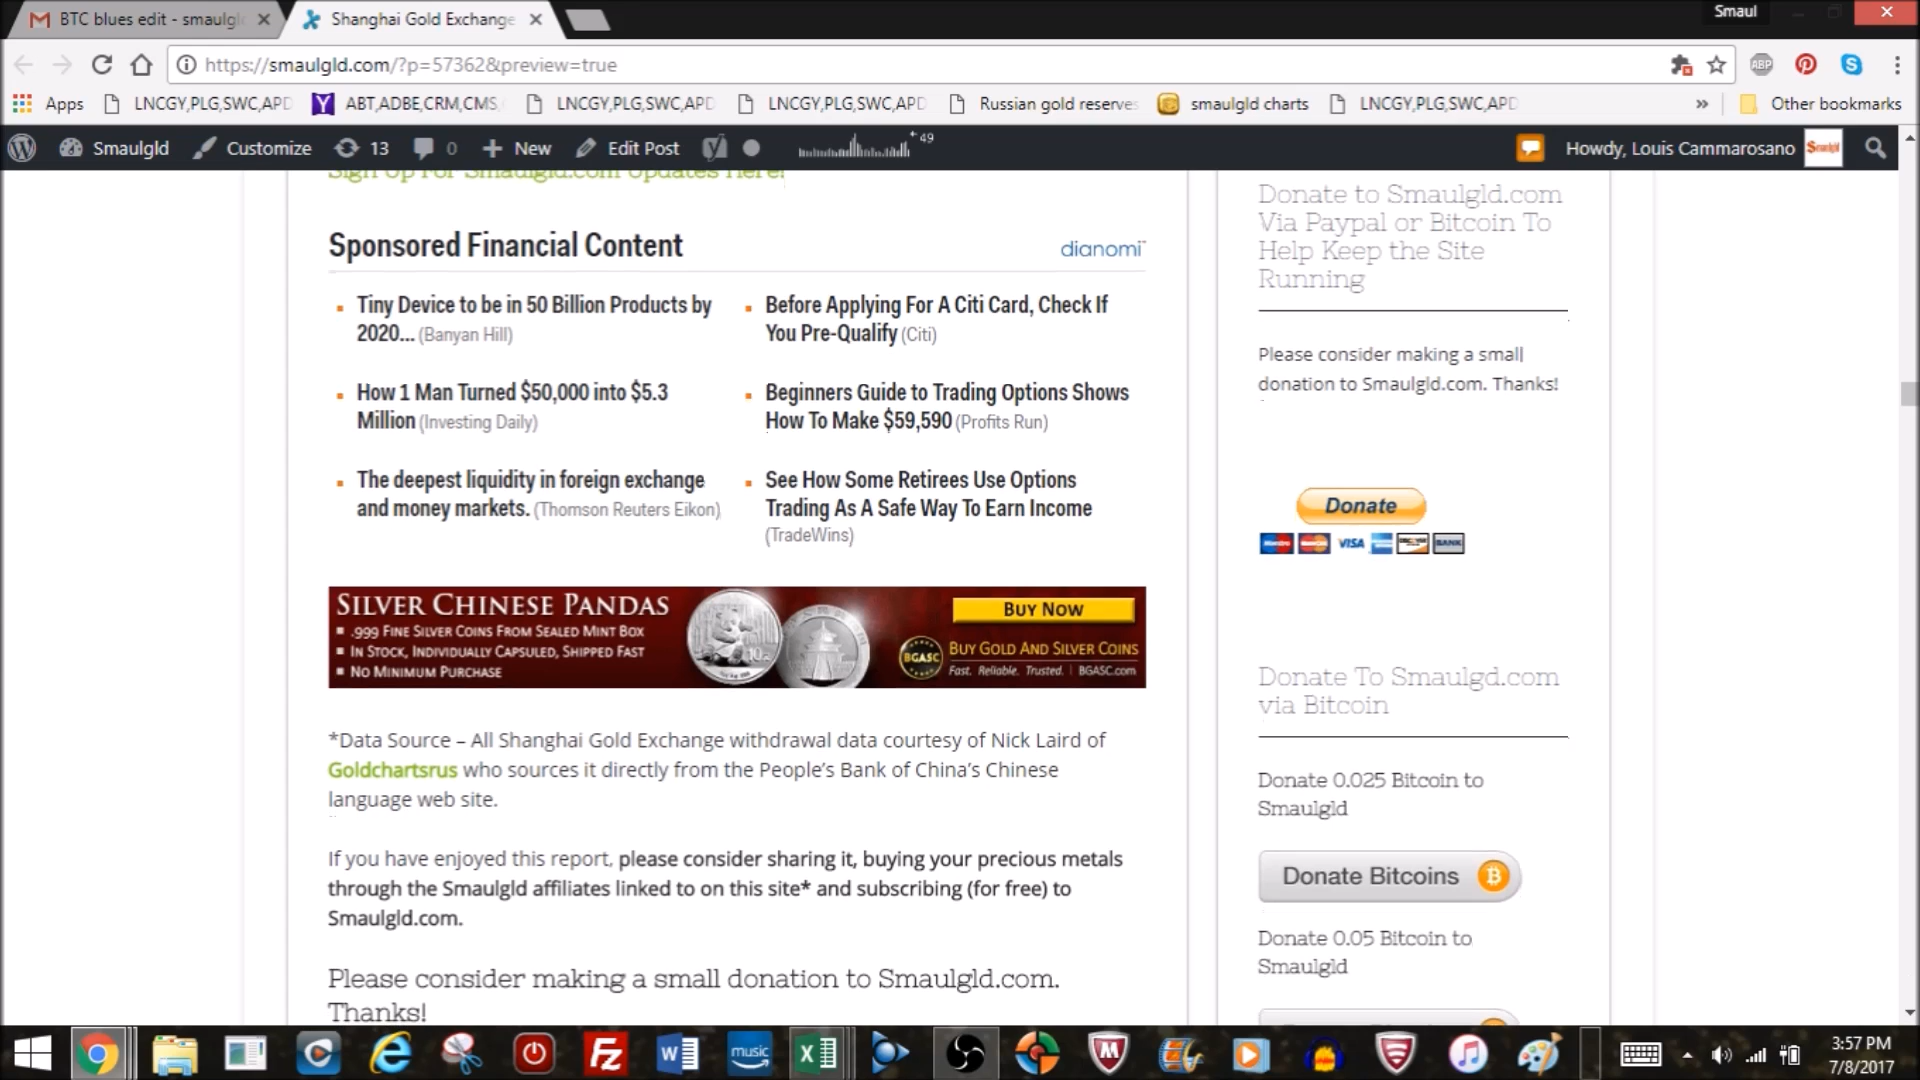 BTC blues edit - smaulgl
Shanghai Gold Exchange
Smaul
https://smaulgld.com/?p=57362&preview=true
ABP
Apps
LNCGY,PLG,SWC,APD
ABT,ADBE,CRM,CMS,
LNCGY,PLG,SWC,APD
LNCGY,PLG,SWC,APD
Russian gold reserves
smaulgld charts
LNCGY,PLG,SWC,APD
»
Other bookmarks
Smaulgld
Customize
13
0
New
Edit Post
49
Howdy, Louis Cammarosano
Smaulgld
Sign Up For Smaulgld.com Updates Here!
Sponsored Financial Content
dianomi
Tiny Device to be in 50 Billion Products by
2020... (Banyan Hill)
How 1 Man Turned $50,000 into $5.3
Million (Investing Daily)
The deepest liquidity in foreign exchange
and money markets. (Thomson Reuters Eikon)
Before Applying For A Citi Card, Check If
You Pre-Qualify (Citi)
Beginners Guide to Trading Options Shows
How To Make $59,590 (Profits Run)
See How Some Retirees Use Options
Trading As A Safe Way To Earn Income
(TradeWins)
SILVER CHINESE PANDAS
.999 FINE SILVER COINS FROM SEALED MINT BOX
IN STOCK, INDIVIDUALLY CAPSULED, SHIPPED FAST
NO MINIMUM PURCHASE
BUY NOW
BGASC
BUY GOLD AND SILVER COINS
Fast. Reliable. Trusted. | BGASC.com
*Data Source – All Shanghai Gold Exchange withdrawal data courtesy of Nick Laird of
Goldchartsrus who sources it directly from the People's Bank of China's Chinese
language web site.
If you have enjoyed this report, please consider sharing it, buying your precious metals
through the Smaulgld affiliates linked to on this site* and subscribing (for free) to
Smaulgld.com.
Please consider making a small donation to Smaulgld.com.
Thanks!
Donate to Smaulgld.com
Via Paypal or Bitcoin To
Help Keep the Site
Running
Please consider making a small
donation to Smaulgld.com. Thanks!
Donate
VISA
BANK
Donate To Smaulgd.com
via Bitcoin
Donate 0.025 Bitcoin to
Smaulgld
Donate Bitcoins
Donate 0.05 Bitcoin to
Smaulgld
music
3:57 PM
7/8/2017